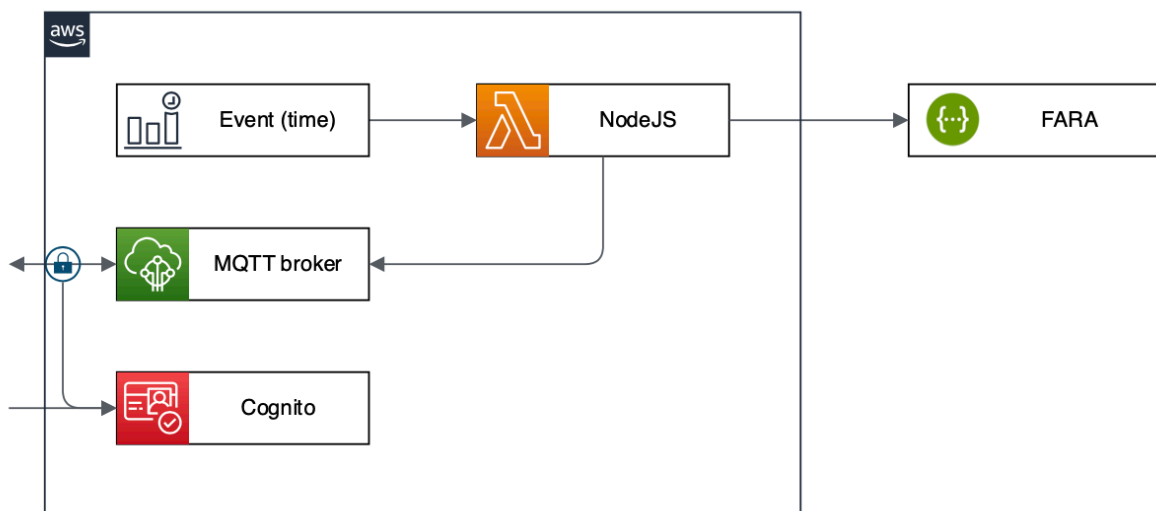 aws
Event (time)
NodeJS
{···}
FARA
MQTT broker
Cognito